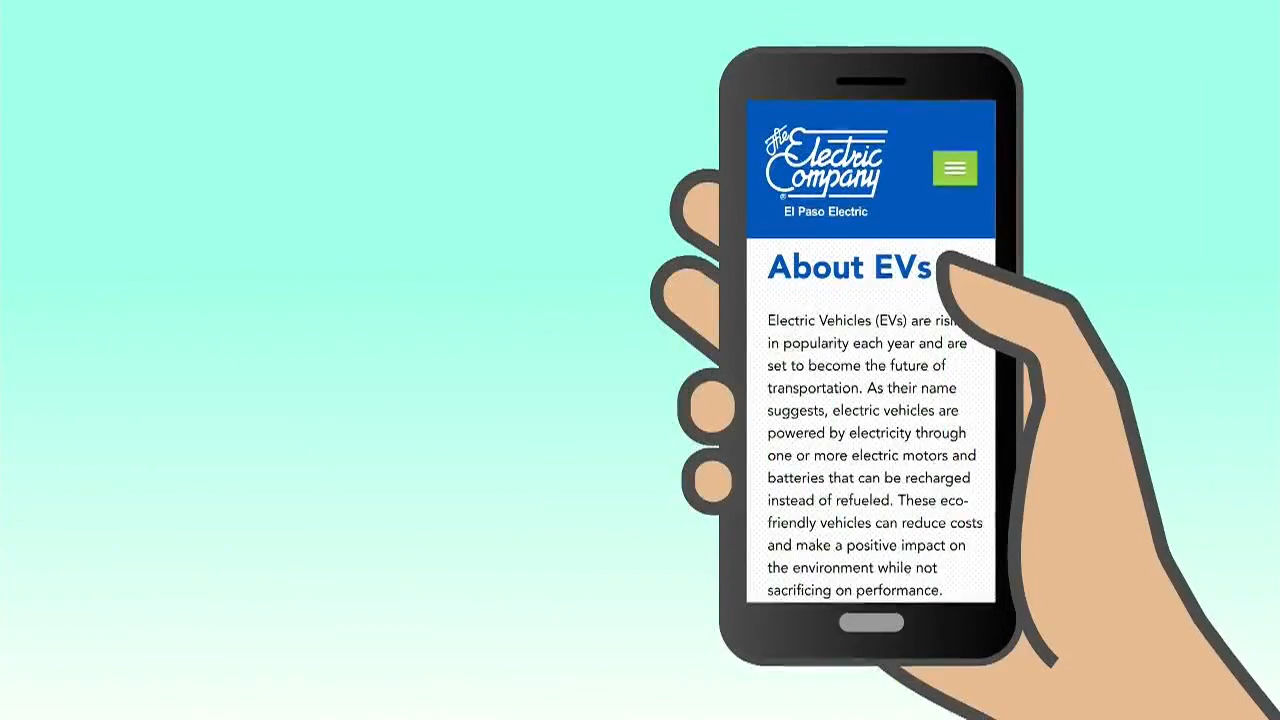 The
Electric
Company
®
El Paso Electric
About EVs
Electric Vehicles (EVs) are
in popularity each year and are
set to become the future of
transportation. As their name
suggests, electric vehicles are
powered by electricity through
one or more electric motors and
batteries that can be recharged
instead of refueled. These eco-
friendly vehicles can reduce costs
and make a positive impact on
the environment while not
sacrificing on performance.